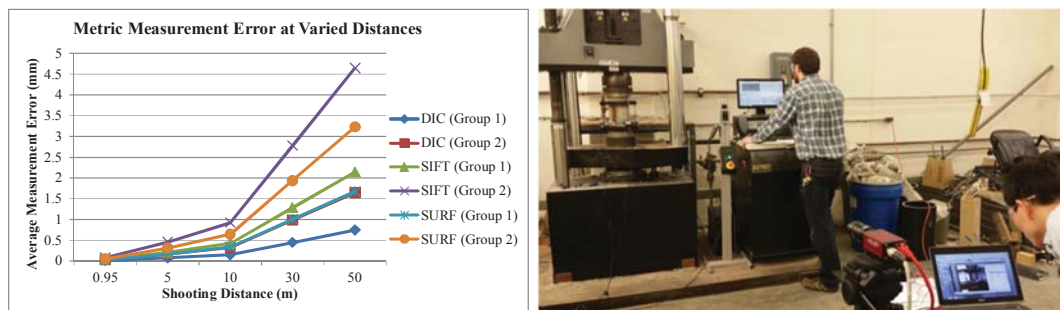 Metric Measurement Error at Varied Distances
Average Measurement Error (mm)
5
4.5
4
3.5
3
2.5
2
1.5
1
0.5
0
0.95
5
10
30
50
Shooting Distance (m)
DIC (Group 1)
DIC (Group 2)
SIFT (Group 1)
SIFT (Group 2)
SURF (Group 1)
SURF (Group 2)